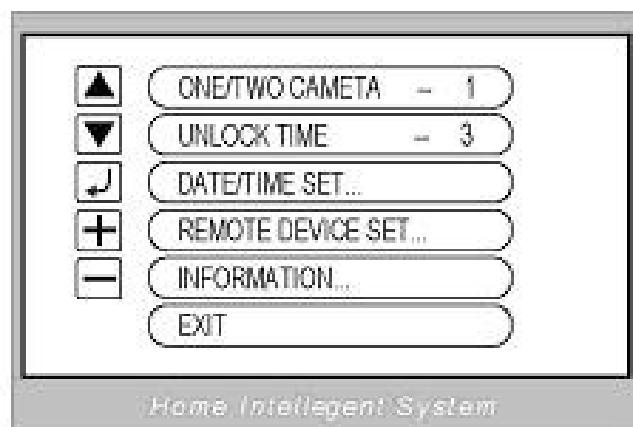 ONE/TWO CAMETA – 1
UNLOCK TIME – 3
DATE/TIME SET...
REMOTE DEVICE SET...
INFORMATION...
EXIT
Home Intellegent System